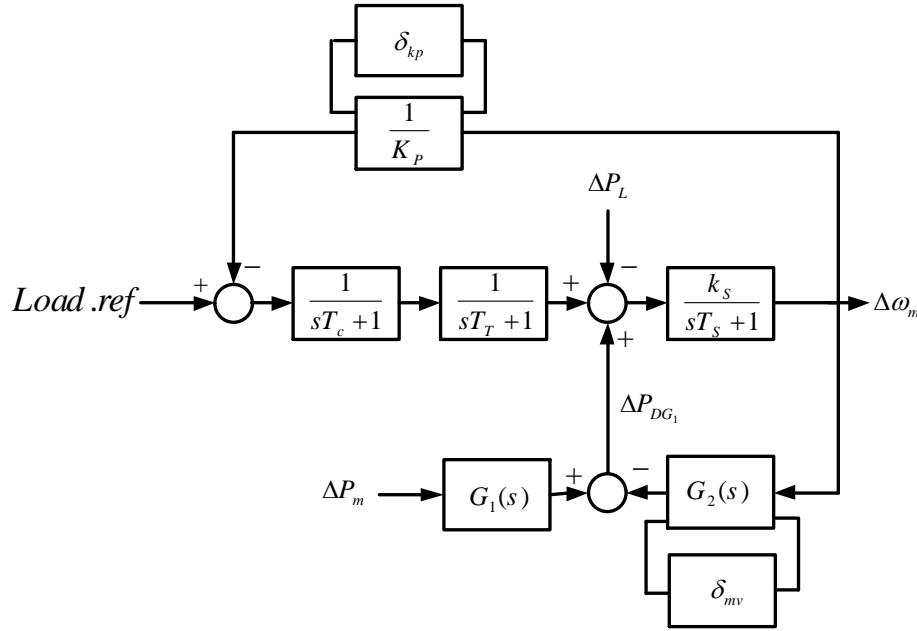 δ_kp
1
K_P
ΔP_L
+ −
+ −
Load .ref
1
sT_c +1
1
sT_T +1
k_S
sT_S +1
Δω_m
+
ΔP_DG_1
ΔP_m
G_1(s)
+ −
G_2(s)
δ_mv